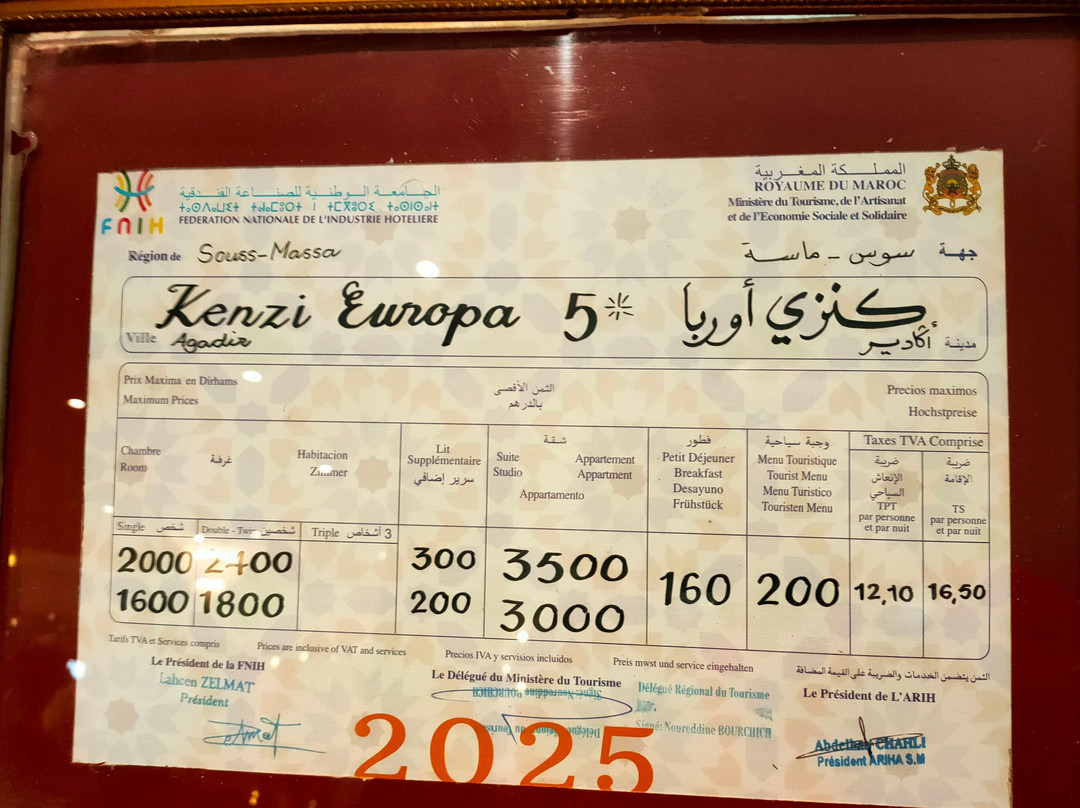 الجامعة الوطنية للصناعة الفندقية
FNIH
FEDERATION NATIONALE DE L'INDUSTRIE HOTELIERE
المملكة المغربية
ROYAUME DU MAROC
Ministère du Tourisme, de l'Artisanat
et de l'Economie Sociale et Solidaire
Région de Souss-Massa
جهة سوس - ماسة
Kenzi Europa 5* كنزي أوربا
Ville Agadir
مدينة أڭادير
Prix Maxima en Dirhams
Maximum Prices
الثمن الأقصى
بالدرهم
Precios maximos
Hochstpreise
Chambre
Room
غرفة
Habitacion
Zimmer
Lit
Supplémentaire
سرير إضافي
شقة
Suite Appartement
Studio Appartment
Appartamento
فطور
Petit Déjeuner
Breakfast
Desayuno
Frühstück
وجبة سياحية
Menu Touristique
Tourist Menu
Menu Turistico
Touristen Menu
Taxes TVA Comprise
ضريبة
الإنعاش
السياحي
TPT
par personne
et par nuit
ضريبة
الإقامة
TS
par personne
et par nuit
Single شخص
Double - Twin شخصين
Triple 3 أشخاص
2000 2400 300 3500
1600 1800 200 3000
160 200 12,10 16,50
Tarifs TVA et Services compris
Prices are inclusive of VAT and services
Precios IVA y servisios incluidos
Preis mwst und service eingehalten
الثمن يتضمن الخدمات والضريبة على القيمة المضافة
Le Président de la FNIH
Lahcen ZELMAT
Président
Le Délégué du Ministère du Tourisme
Signé: Noureddine BOURCHICH
Délégué Régional du Tourisme
Signé: Noureddine BOURCHICH
Le Président de L'ARIH
Abdelhay CHAHLI
Président ARIHA S.M
2025